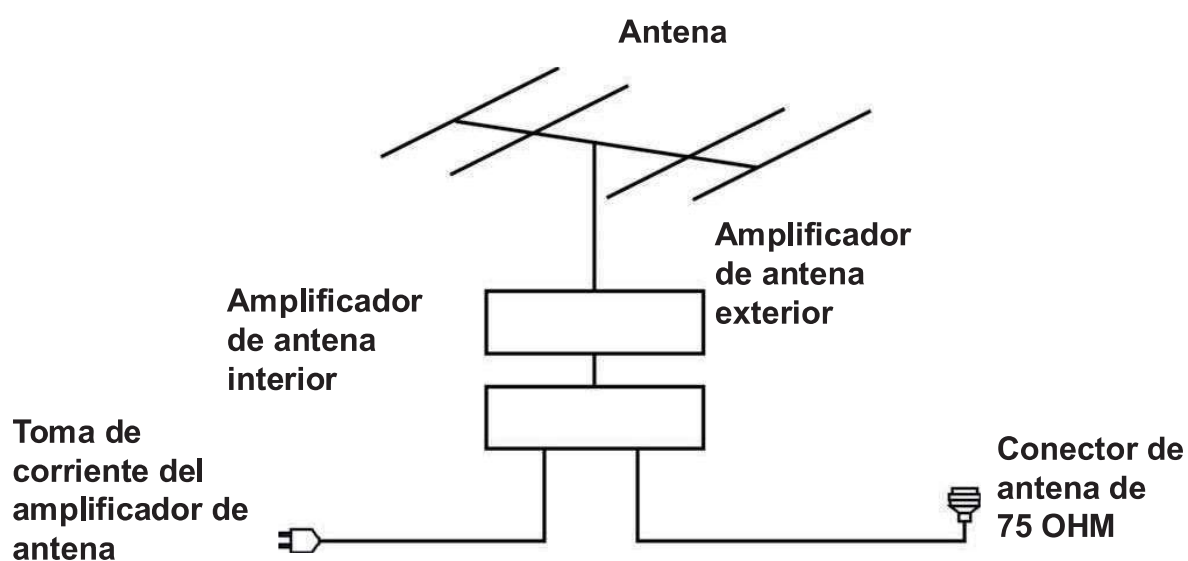 Antena
Amplificador
de antena
exterior
Amplificador
de antena
interior
Toma de
corriente del
amplificador de
antena
Conector de
antena de
75 OHM